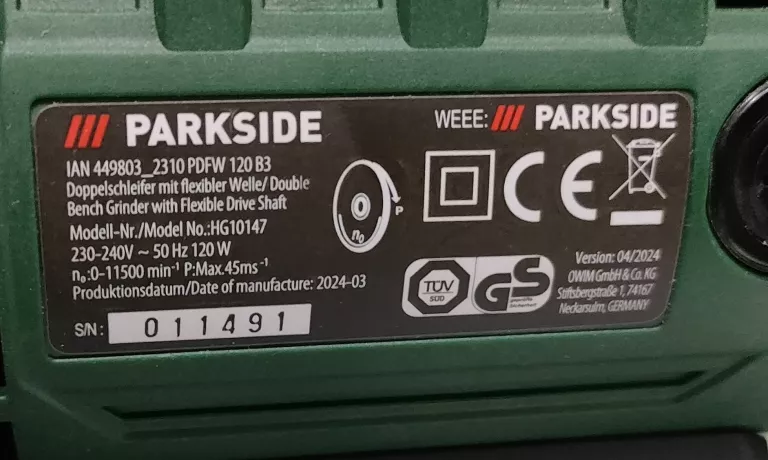 PARKSIDE
IAN 449803_2310 PDFW 120 B3
Doppelschleifer mit flexibler Welle/ Double
Bench Grinder with Flexible Drive Shaft
Modell-Nr./Model No.:HG10147
230-240V ~ 50 Hz 120 W
n₀:0-11500 min⁻¹ P:Max.45ms⁻¹
Produktionsdatum/Date of manufacture: 2024-03
S/N: 011491
P
n₀
WEEE: PARKSIDE
CE
TÜV
SÜD
GS
geprüfte
Sicherheit
Version: 04/2024
OWIM GmbH & Co. KG
Stiftsbergstraße 1, 74167
Neckarsulm, GERMANY